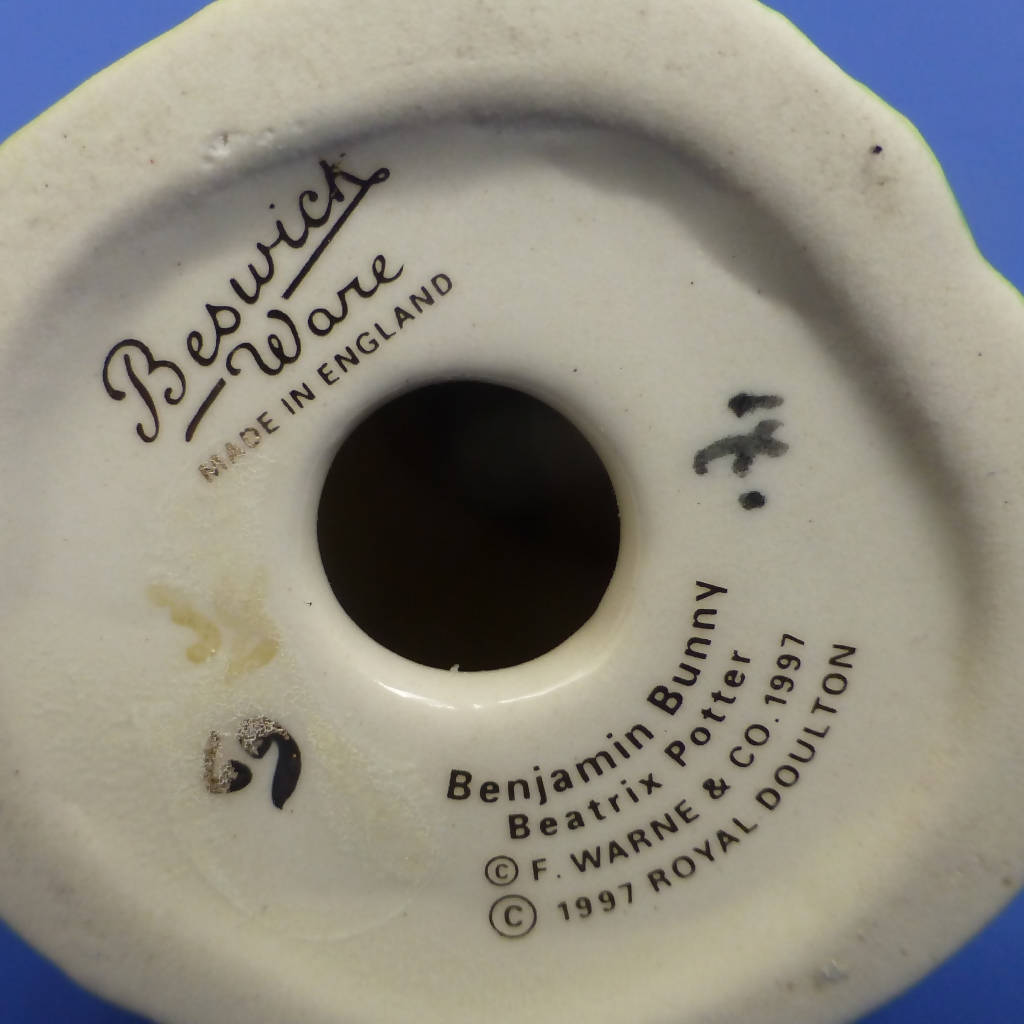 Beswick
Ware
MADE IN ENGLAND
Benjamin Bunny
Beatrix Potter
© F. WARNE & CO. 1997
© 1997 ROYAL DOULTON